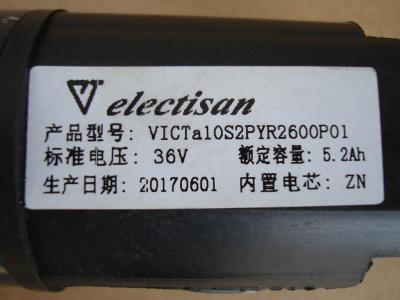 electisan
产品型号: VICTa10S2PYR2600P01
标准电压: 36V 额定容量: 5.2Ah
生产日期: 20170601 内置电芯: ZN